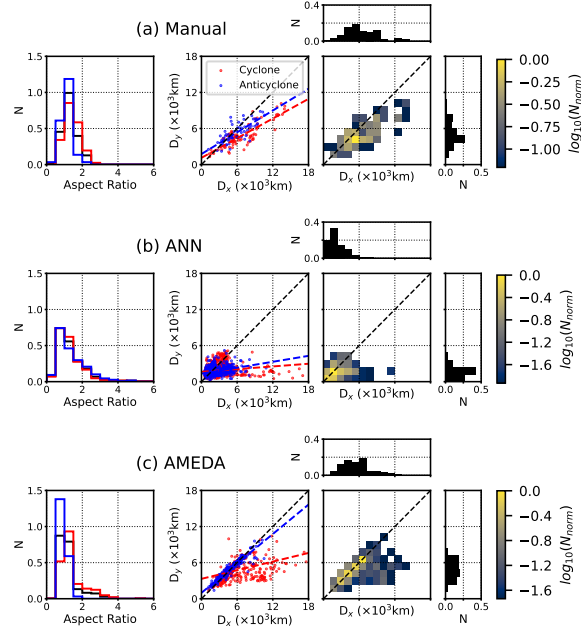 (a) Manual
N
0.4
0.0
N
1.5
1.0
0.5
0.0
0 2 4 6
Aspect Ratio
D_y (×10³km)
18
12
6
0
Cyclone
Anticyclone
0 6 12 18
D_x (×10³km)
D_x (×10³km)
0.0 0.5
N
0.00
−0.25
−0.50
−0.75
−1.00
log₁₀(N_norm)
(b) ANN
N
0.4
0.0
N
1.5
1.0
0.5
0.0
0 2 4 6
Aspect Ratio
D_y (×10³km)
18
12
6
0
0 6 12 18
D_x (×10³km)
D_x (×10³km)
0.0 0.5
N
0.0
−0.4
−0.8
−1.2
−1.6
log₁₀(N_norm)
(c) AMEDA
N
0.4
0.0
N
1.5
1.0
0.5
0.0
0 2 4 6
Aspect Ratio
D_y (×10³km)
18
12
6
0
0 6 12 18
D_x (×10³km)
D_x (×10³km)
0.0 0.5
N
0.0
−0.4
−0.8
−1.2
−1.6
log₁₀(N_norm)